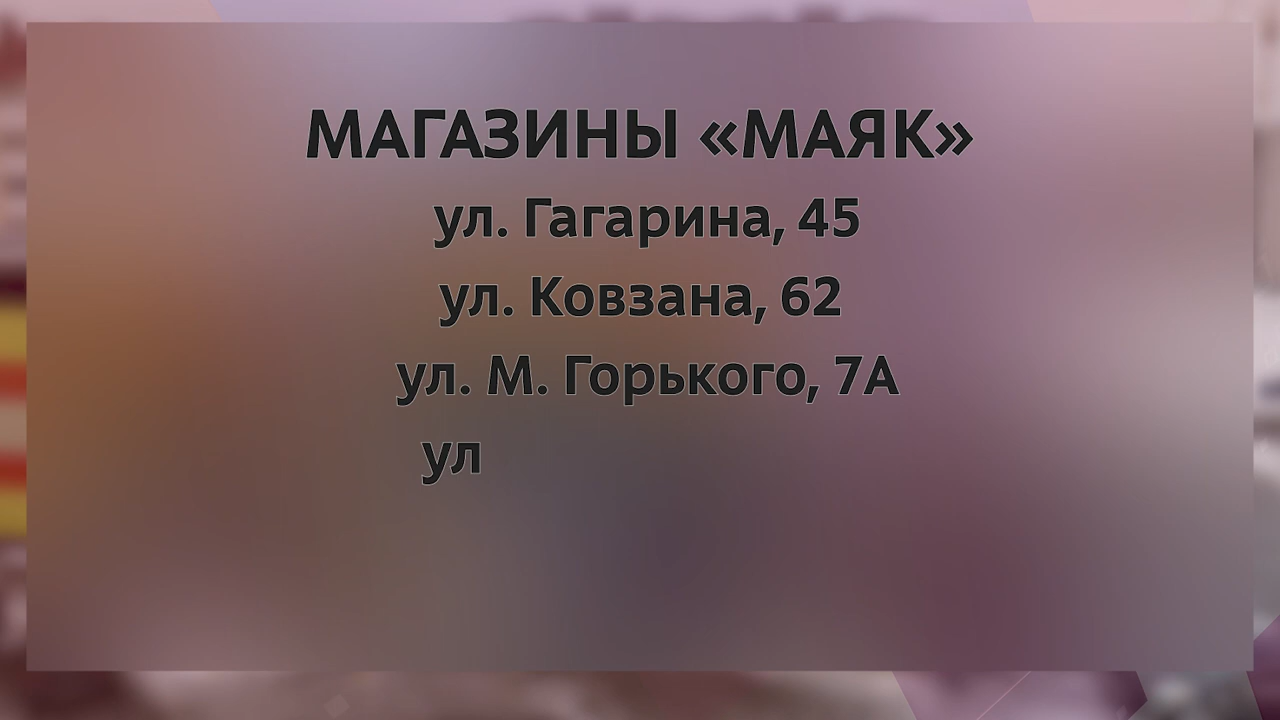 МАГАЗИНЫ «МАЯК»
ул. Гагарина, 45
ул. Ковзана, 62
ул. М. Горького, 7А
ул